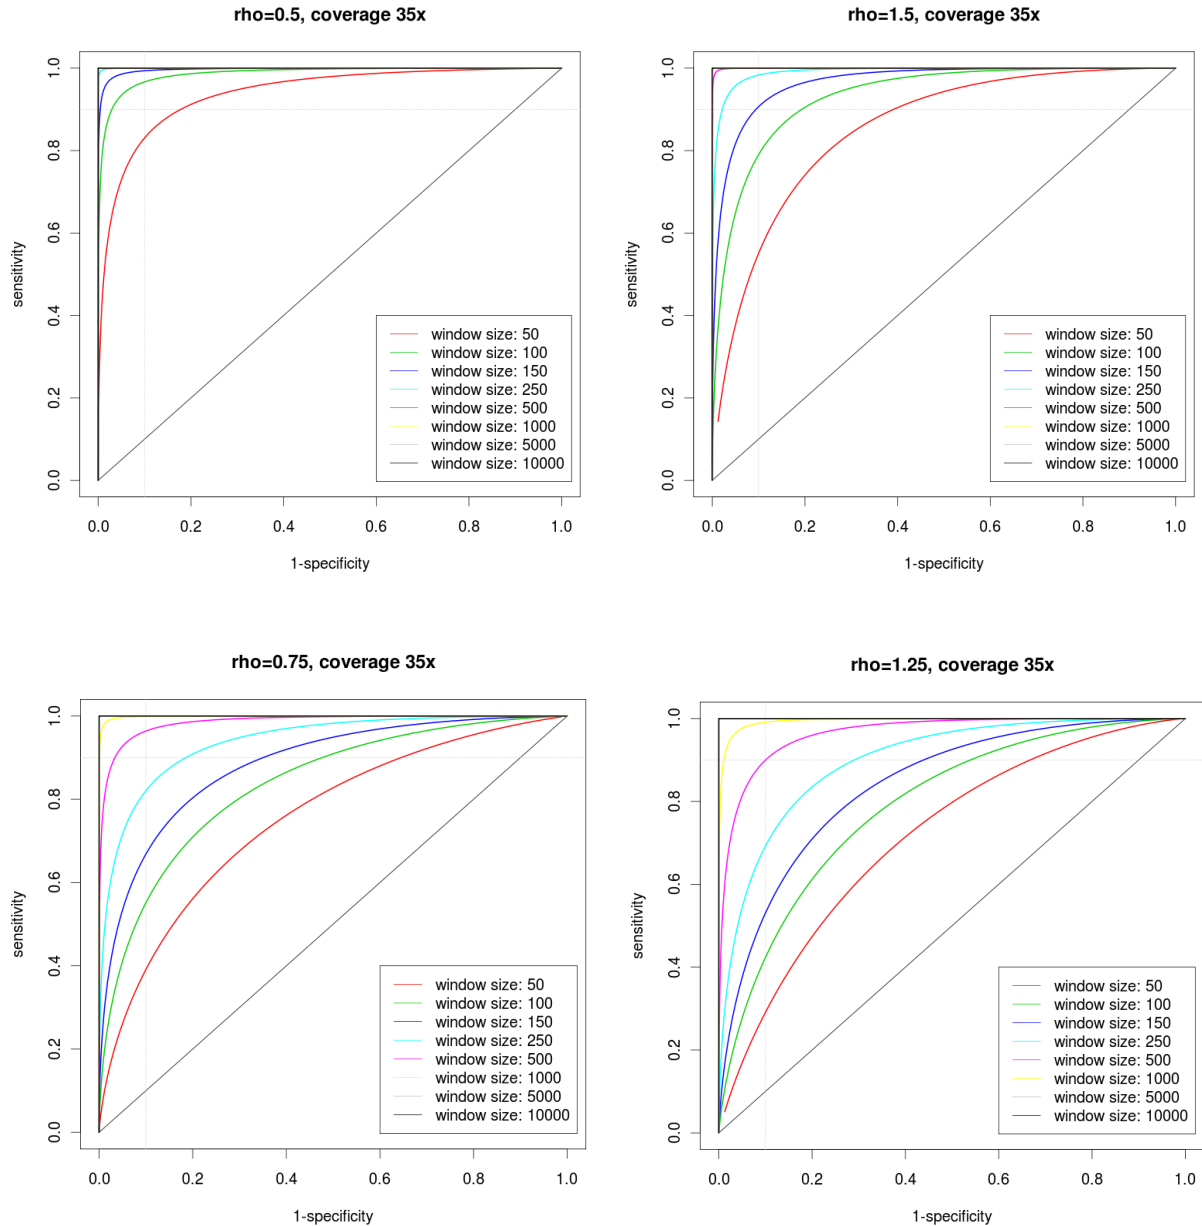 rho=0.5, coverage 35x
sensitivity
0.0 0.2 0.4 0.6 0.8 1.0
window size: 50
window size: 100
window size: 150
window size: 250
window size: 500
window size: 1000
window size: 5000
window size: 10000
0.0 0.2 0.4 0.6 0.8 1.0
1-specificity
rho=1.5, coverage 35x
sensitivity
0.0 0.2 0.4 0.6 0.8 1.0
window size: 50
window size: 100
window size: 150
window size: 250
window size: 500
window size: 1000
window size: 5000
window size: 10000
0.0 0.2 0.4 0.6 0.8 1.0
1-specificity
rho=0.75, coverage 35x
sensitivity
0.0 0.2 0.4 0.6 0.8 1.0
window size: 50
window size: 100
window size: 150
window size: 250
window size: 500
window size: 1000
window size: 5000
window size: 10000
0.0 0.2 0.4 0.6 0.8 1.0
1-specificity
rho=1.25, coverage 35x
sensitivity
0.0 0.2 0.4 0.6 0.8 1.0
window size: 50
window size: 100
window size: 150
window size: 250
window size: 500
window size: 1000
window size: 5000
window size: 10000
0.0 0.2 0.4 0.6 0.8 1.0
1-specificity